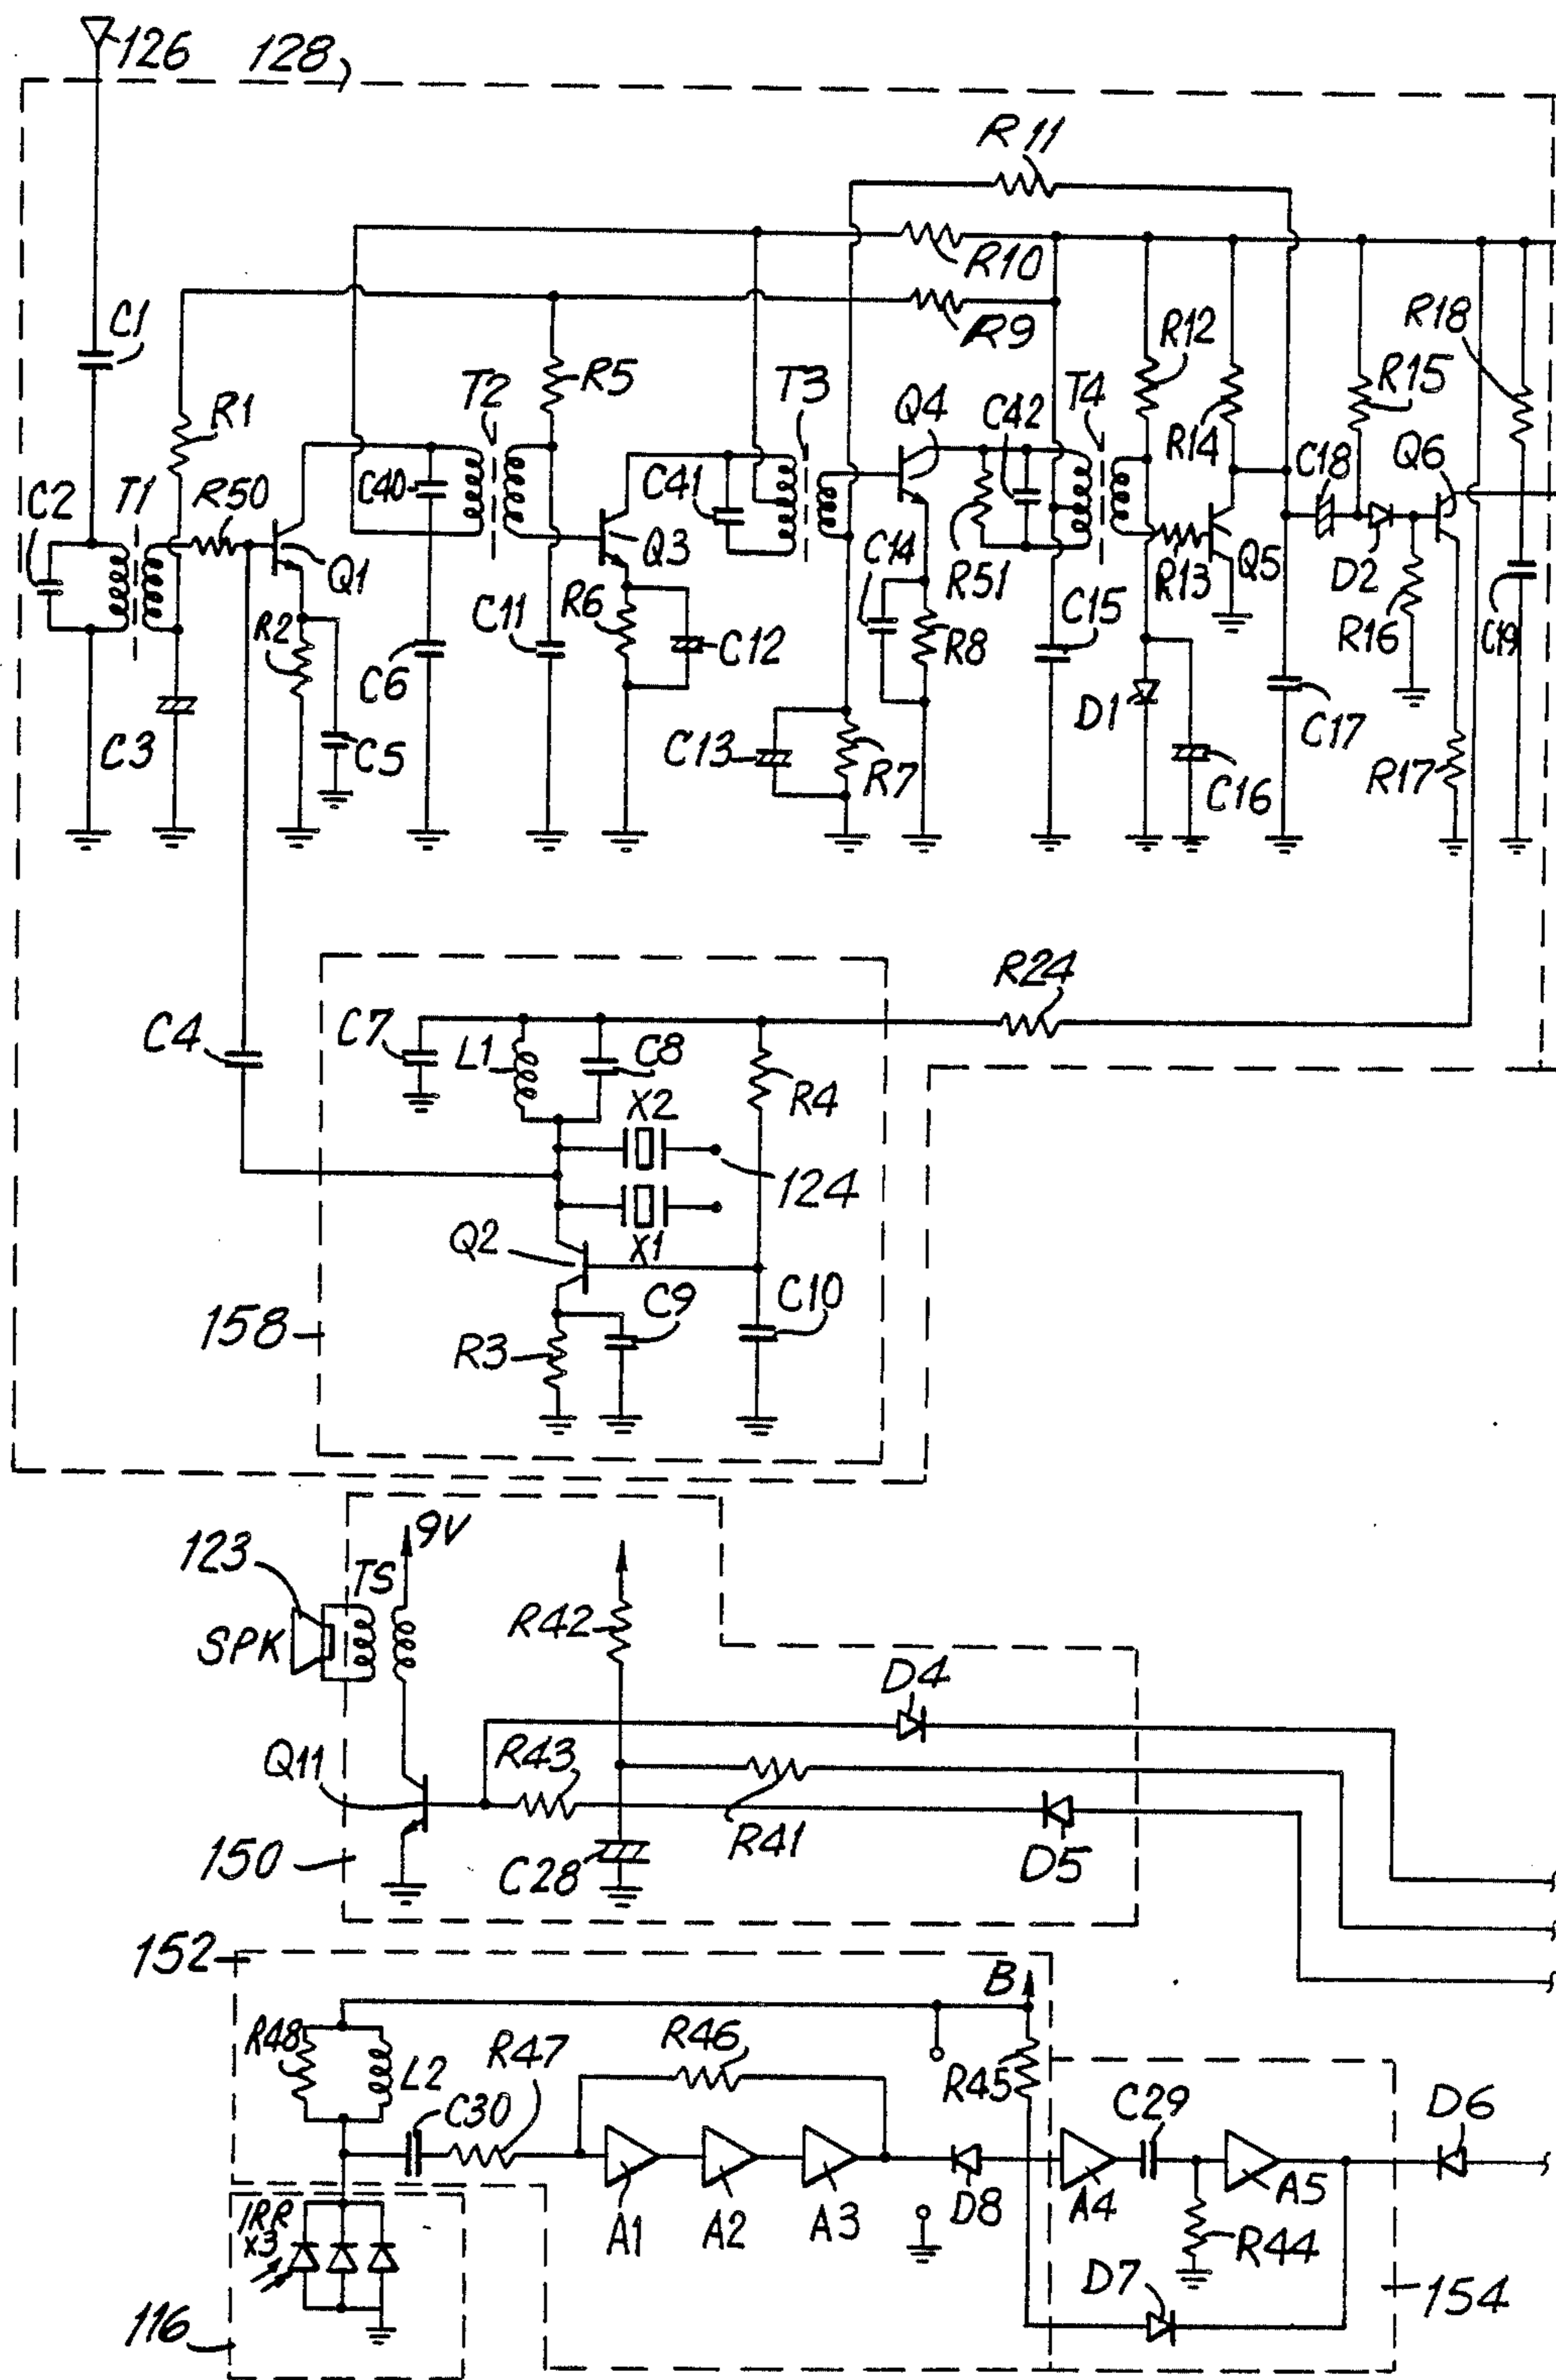 126 128
R11
R10
C1 R9 R12 R18
R1 T2 R5 T3 Q4 C42 T4 R14 R15
C2 T1 R50 C40 C41 C18 Q6
Q1 Q3 C14 R51 R13 Q5 D2
R2 C11 R6 C12 R8 C15 R16 C19
C3 C5 C6 C13 R7 D1 C16 C17 R17
R24
C4 C7 L1 C8 R4
X2
124
Q2 X1
158 C9 C10
R3
9V
123 TS
SPK R42
D4
Q11 R43
150 C28 R41 D5
152
B
R48 R47 R46
L2 C30 R45 C29 D6
IRR A1 A2 A3 D8 A4 A5
x3 R44
116 D7 154